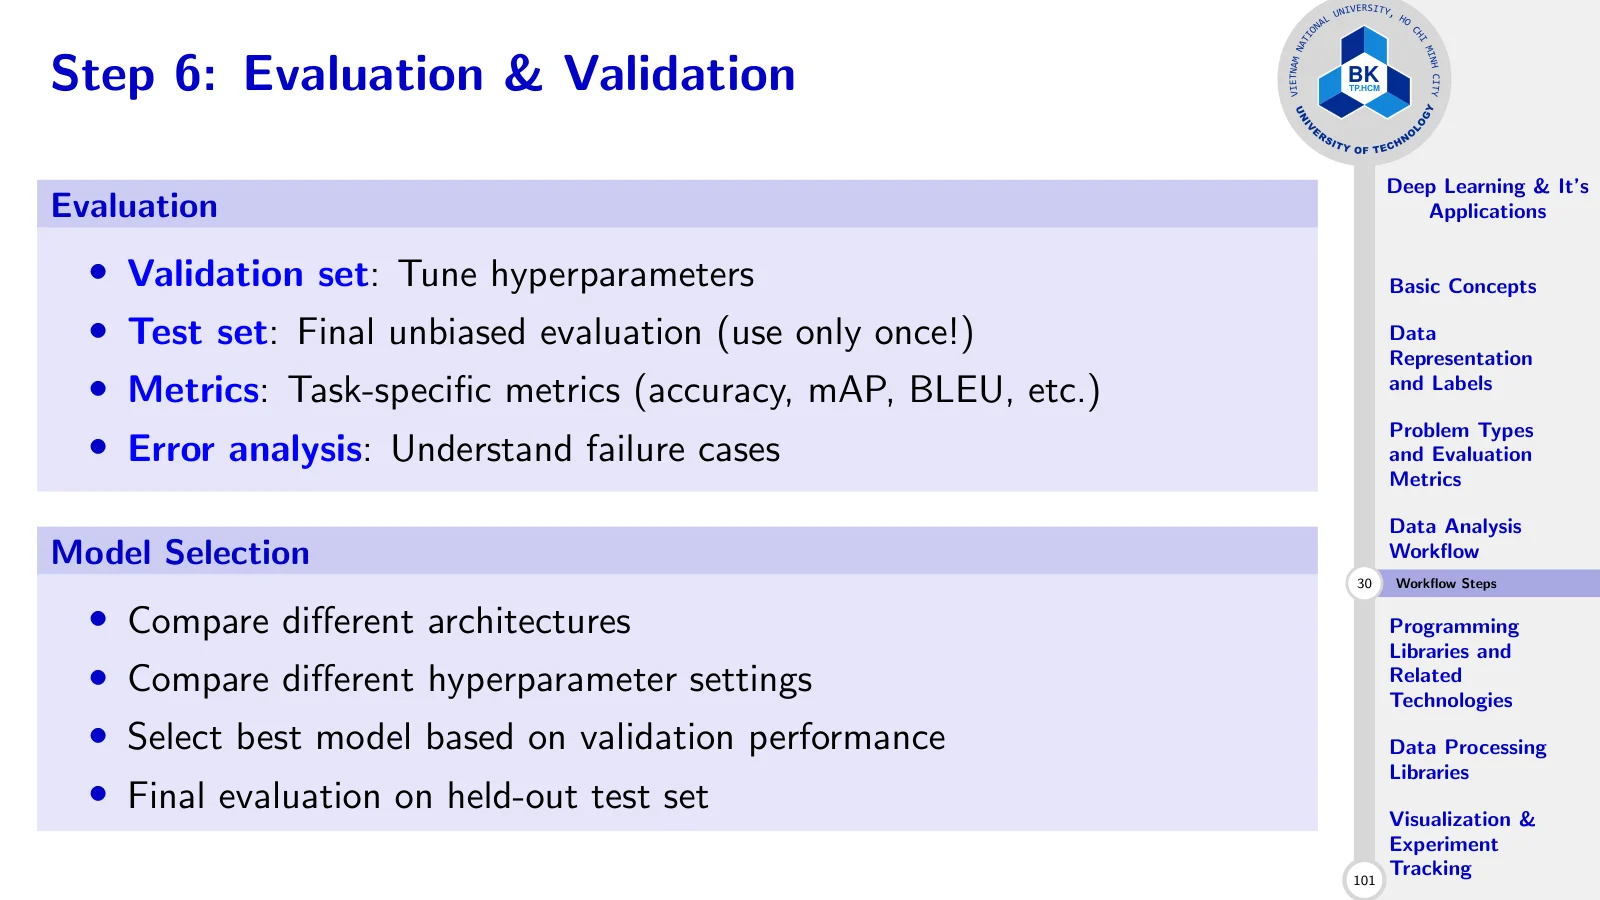 Step 6: Evaluation & Validation
Evaluation
• Validation set: Tune hyperparameters
• Test set: Final unbiased evaluation (use only once!)
• Metrics: Task-specific metrics (accuracy, mAP, BLEU, etc.)
• Error analysis: Understand failure cases
Model Selection
• Compare different architectures
• Compare different hyperparameter settings
• Select best model based on validation performance
• Final evaluation on held-out test set
VIETNAM NATIONAL UNIVERSITY, HO CHI MINH CITY
BK
TP.HCM
UNIVERSITY OF TECHNOLOGY
Deep Learning & It's
Applications
Basic Concepts
Data
Representation
and Labels
Problem Types
and Evaluation
Metrics
Data Analysis
Workflow
30 Workflow Steps
Programming
Libraries and
Related
Technologies
Data Processing
Libraries
Visualization &
Experiment
Tracking
101